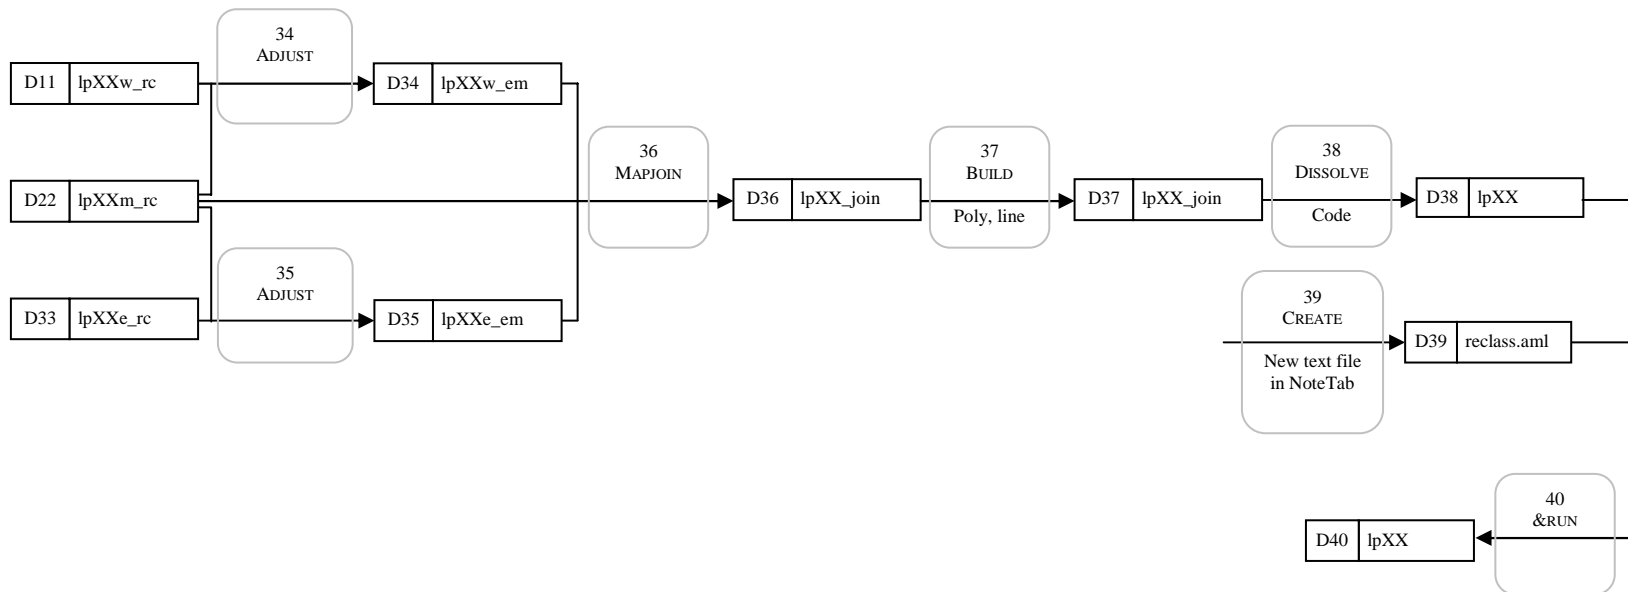 34
ADJUST
D11 lpXXw_rc
D34 lpXXw_em
36
MAPJOIN
37
BUILD
38
DISSOLVE
D22 lpXXm_rc
D36 lpXX_join
Poly, line
D37 lpXX_join
Code
D38 lpXX
35
ADJUST
D33 lpXXe_rc
D35 lpXXe_em
39
CREATE
New text file
in NoteTab
D39 reclass.aml
40
&RUN
D40 lpXX